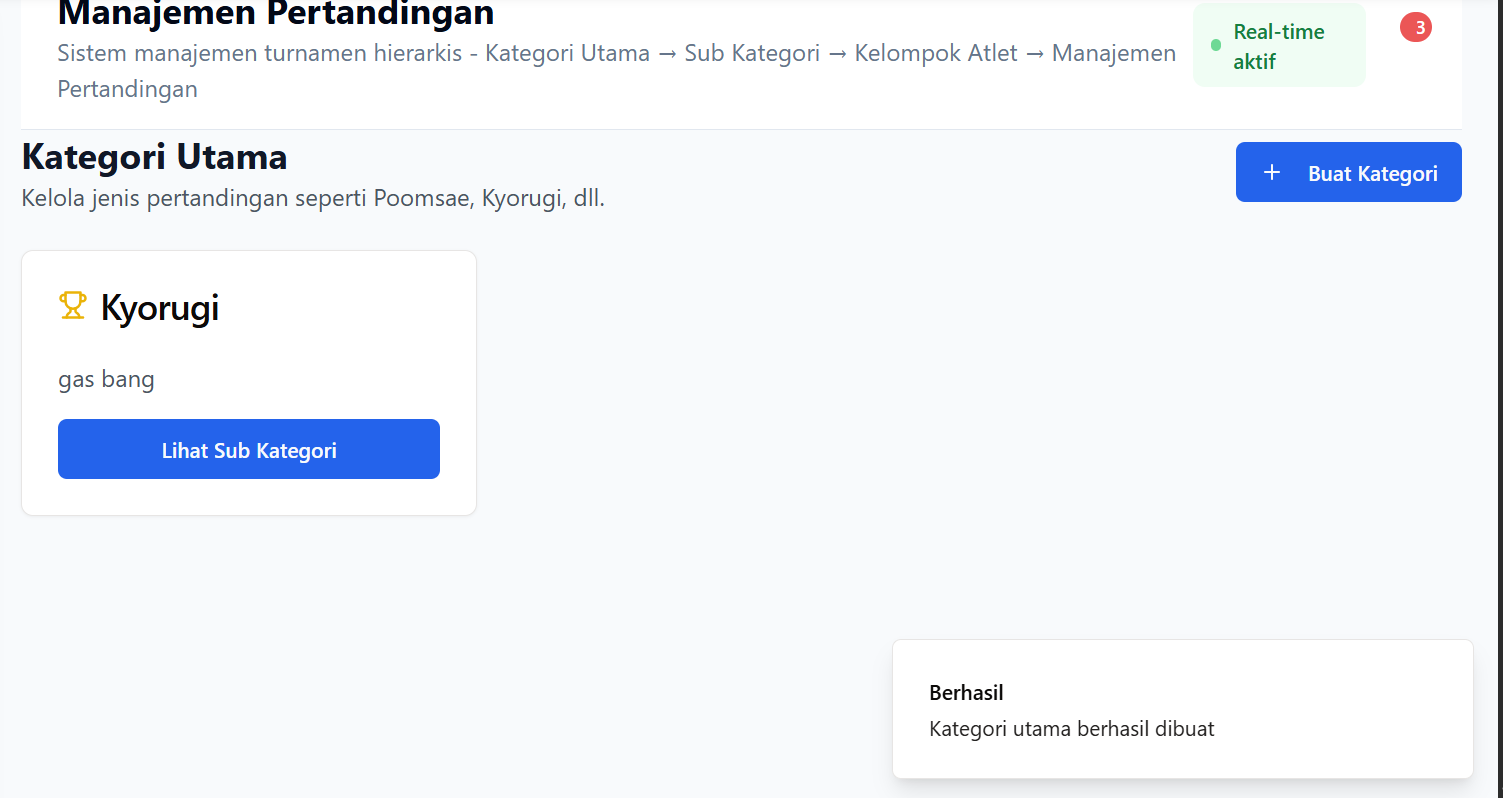 Manajemen Pertandingan
Sistem manajemen turnamen hierarkis - Kategori Utama → Sub Kategori → Kelompok Atlet → Manajemen
Pertandingan
Real-time
aktif
3
Kategori Utama
Kelola jenis pertandingan seperti Poomsae, Kyorugi, dll.
+ Buat Kategori
Kyorugi
gas bang
Lihat Sub Kategori
Berhasil
Kategori utama berhasil dibuat